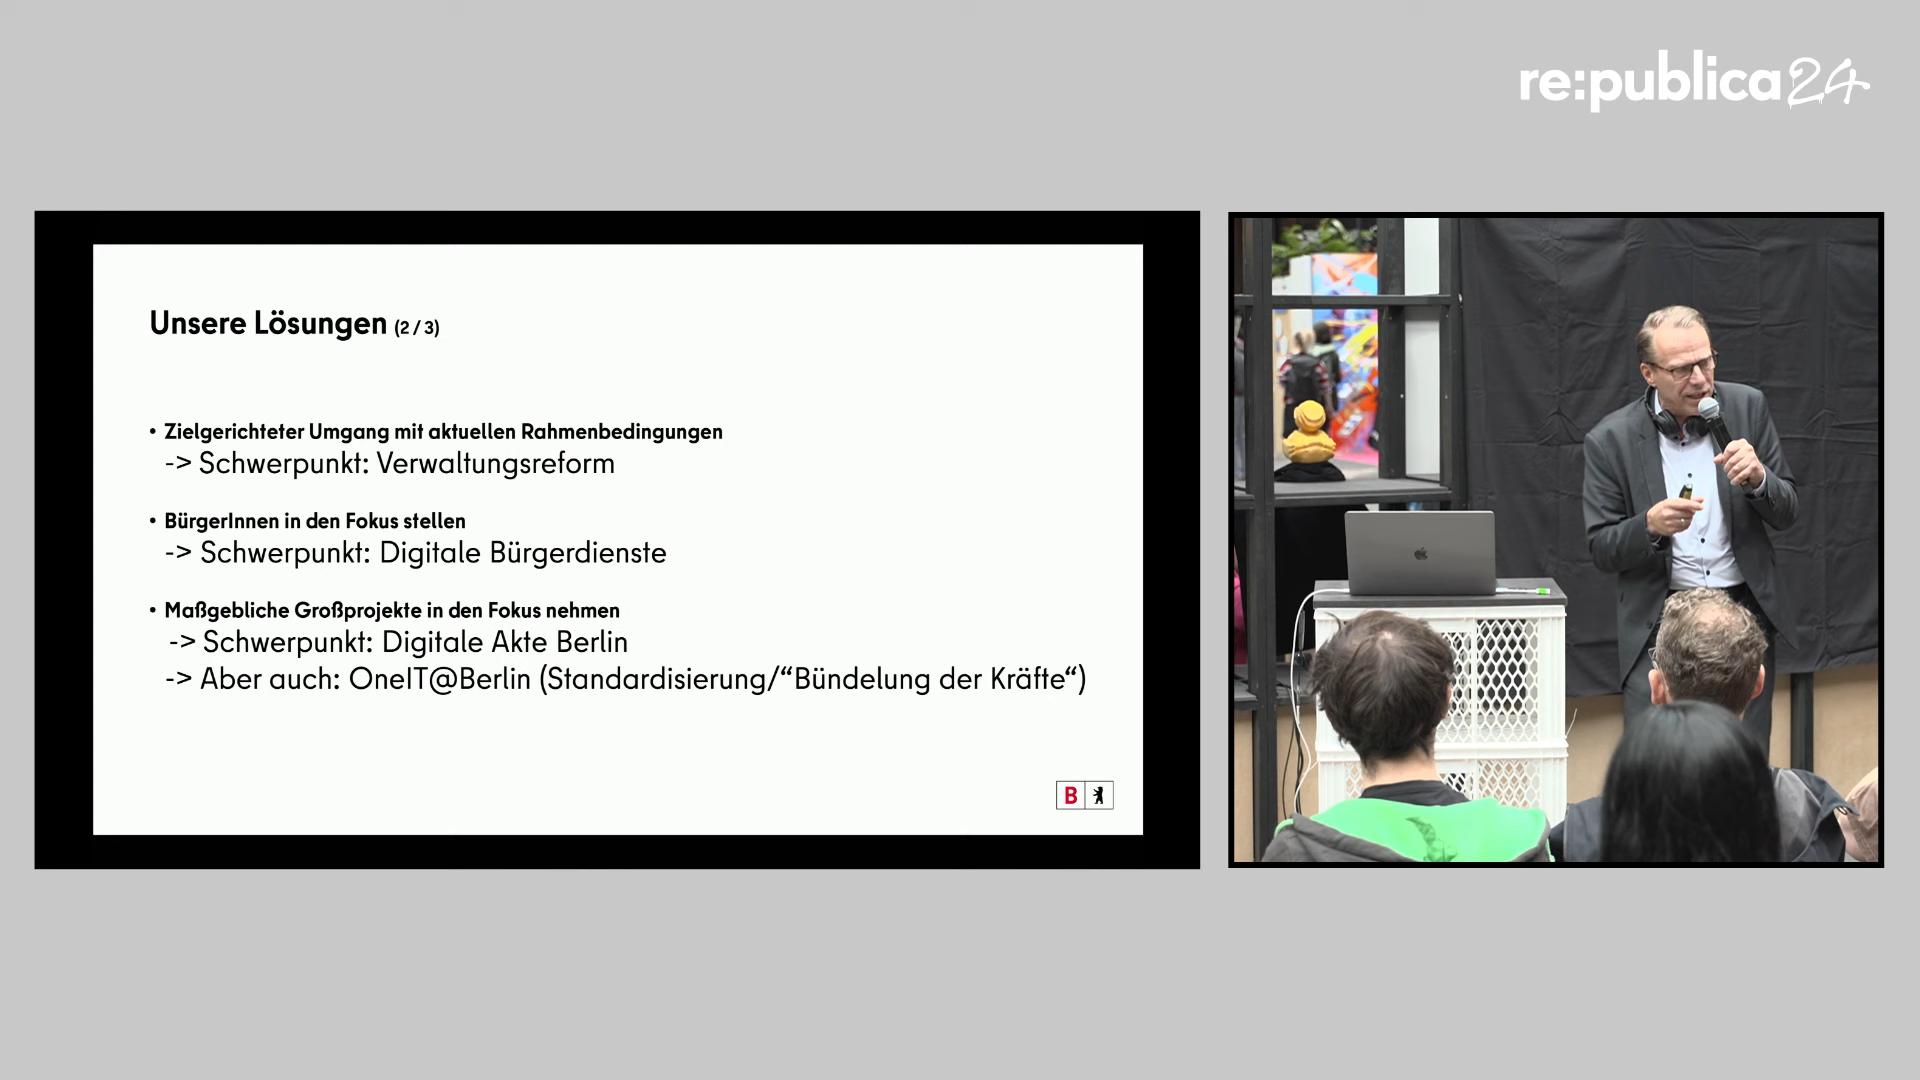 re:publica 24
Unsere Lösungen (2 / 3)
• Zielgerichteter Umgang mit aktuellen Rahmenbedingungen
-> Schwerpunkt: Verwaltungsreform
• BürgerInnen in den Fokus stellen
-> Schwerpunkt: Digitale Bürgerdienste
• Maßgebliche Großprojekte in den Fokus nehmen
-> Schwerpunkt: Digitale Akte Berlin
-> Aber auch: OneIT@Berlin (Standardisierung/“Bündelung der Kräfte“)
B